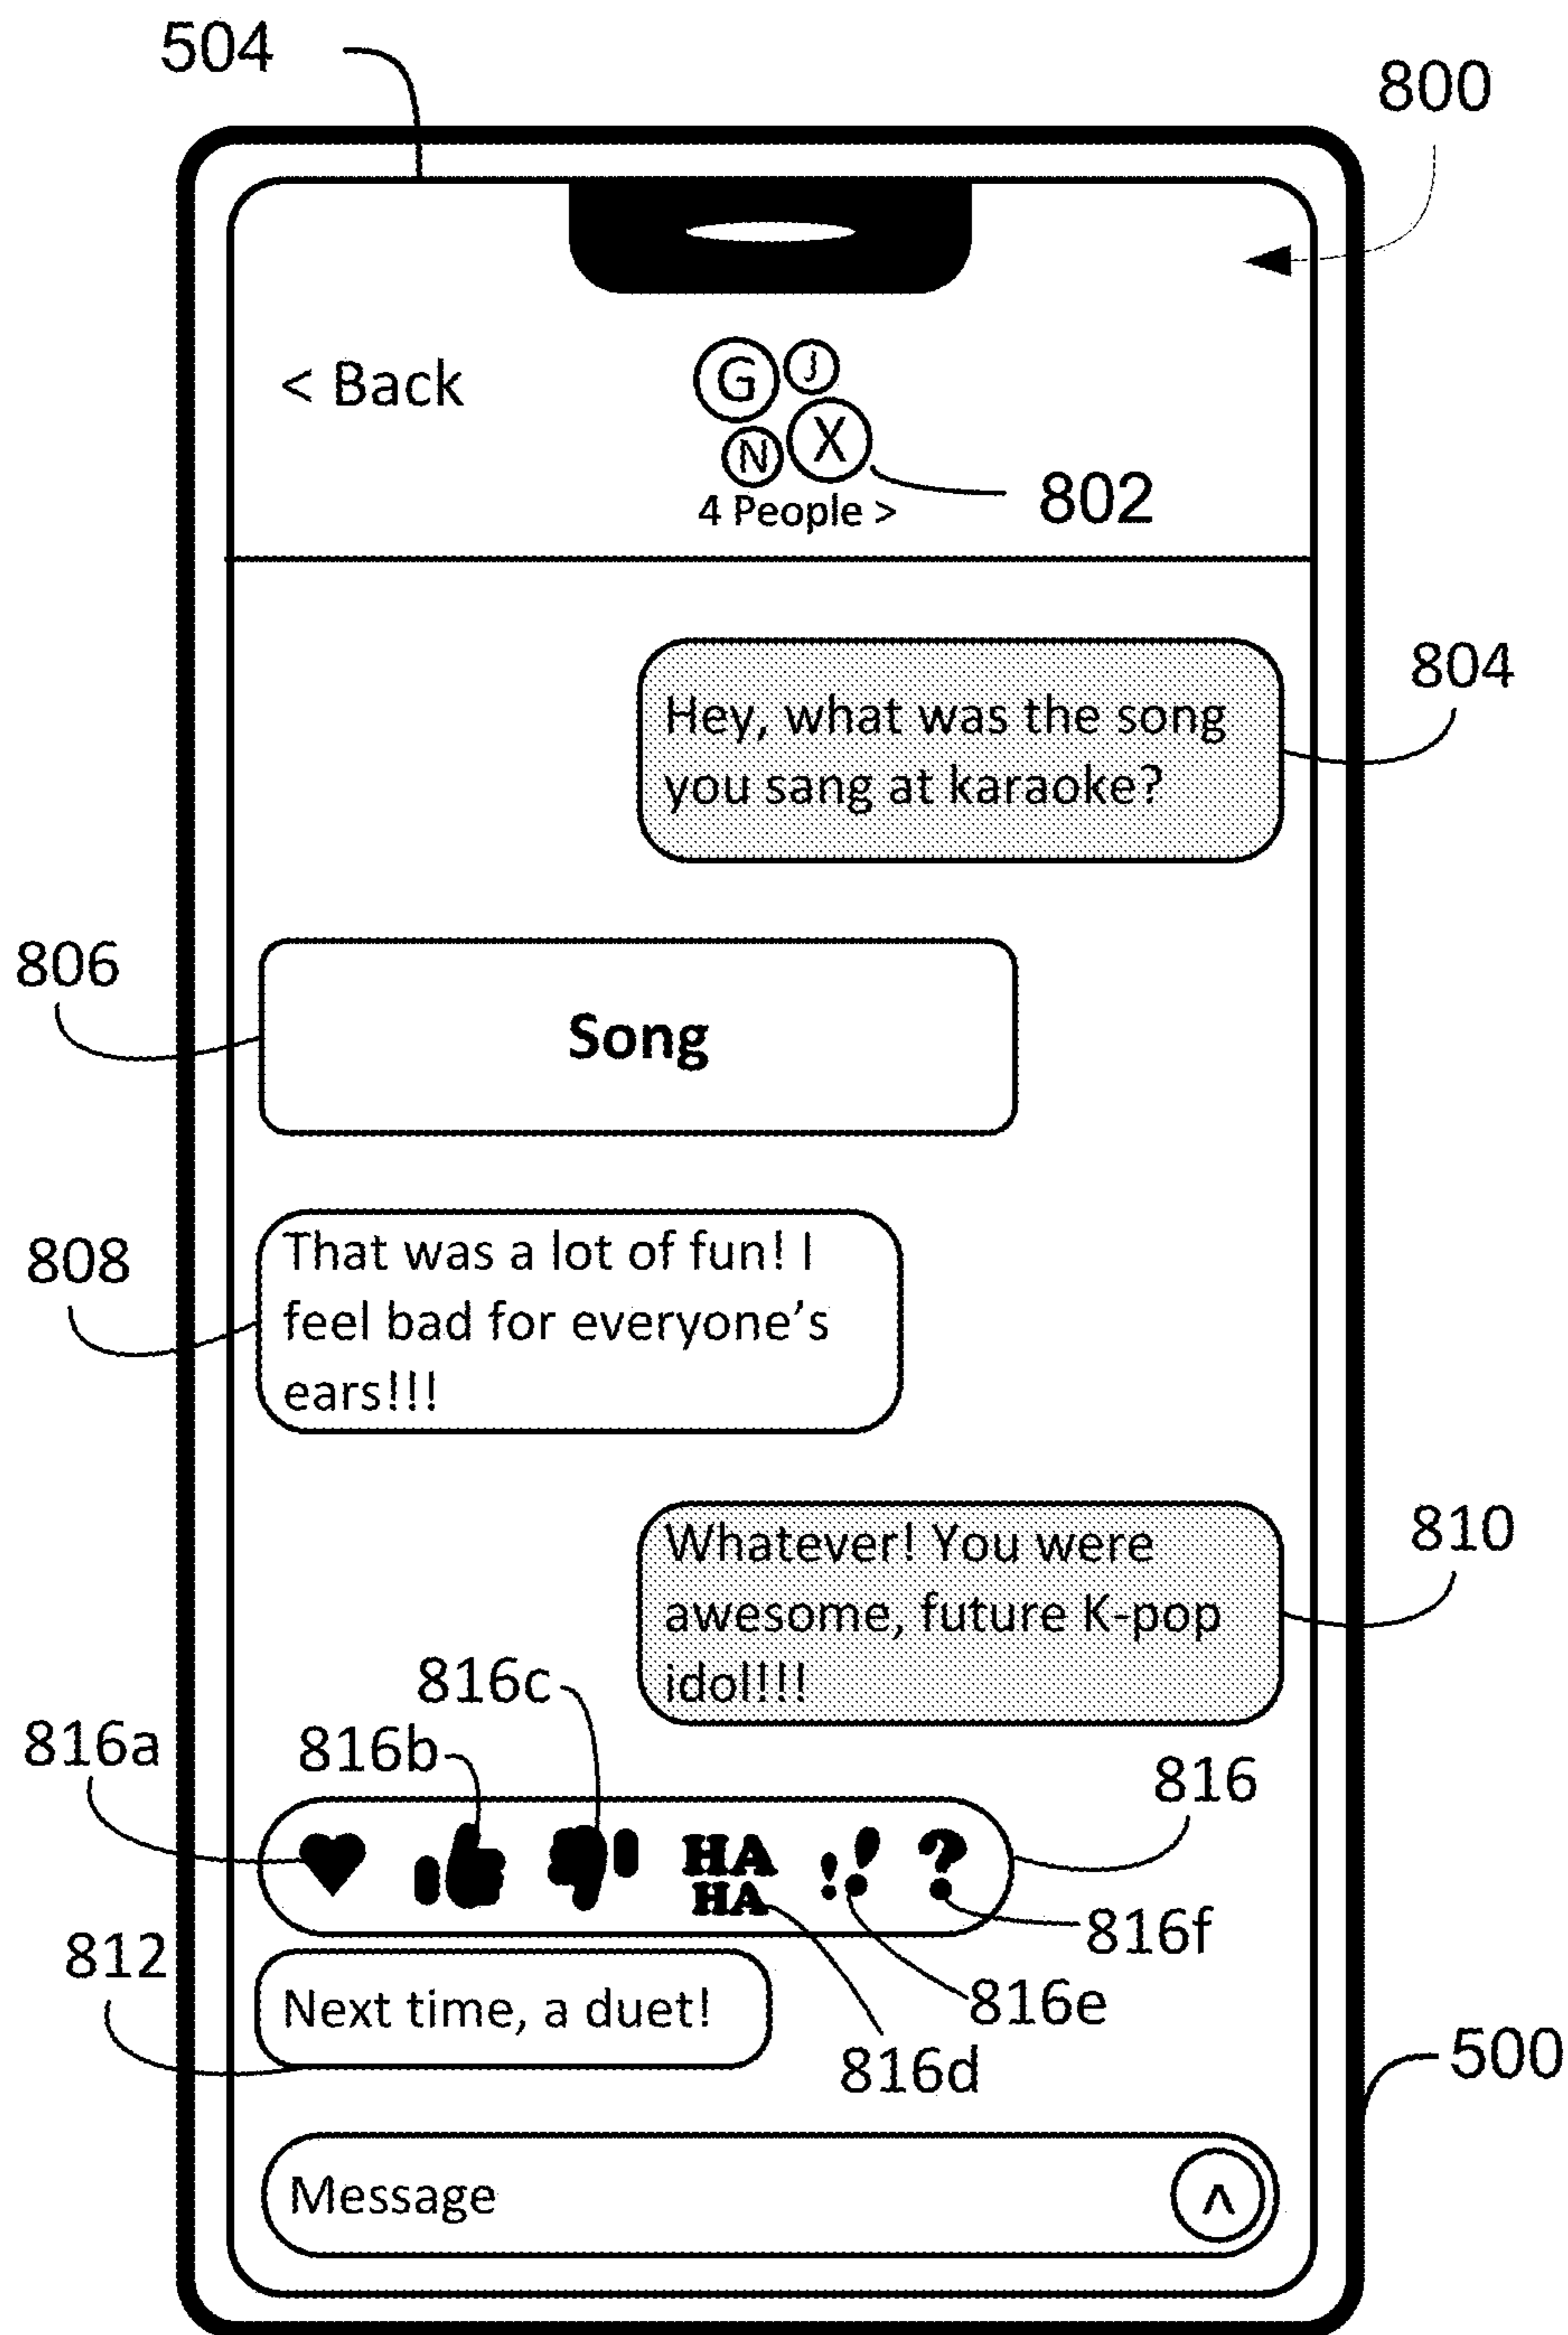 504
800
< Back
G
J
N
X
4 People >
802
Hey, what was the song
you sang at karaoke?
804
806
Song
808
That was a lot of fun! I
feel bad for everyone's
ears!!!
Whatever! You were
awesome, future K-pop
idol!!!
810
816c
816b
816a
816
HA
HA
!!
?
816f
812
Next time, a duet!
816e
816d
500
Message
^